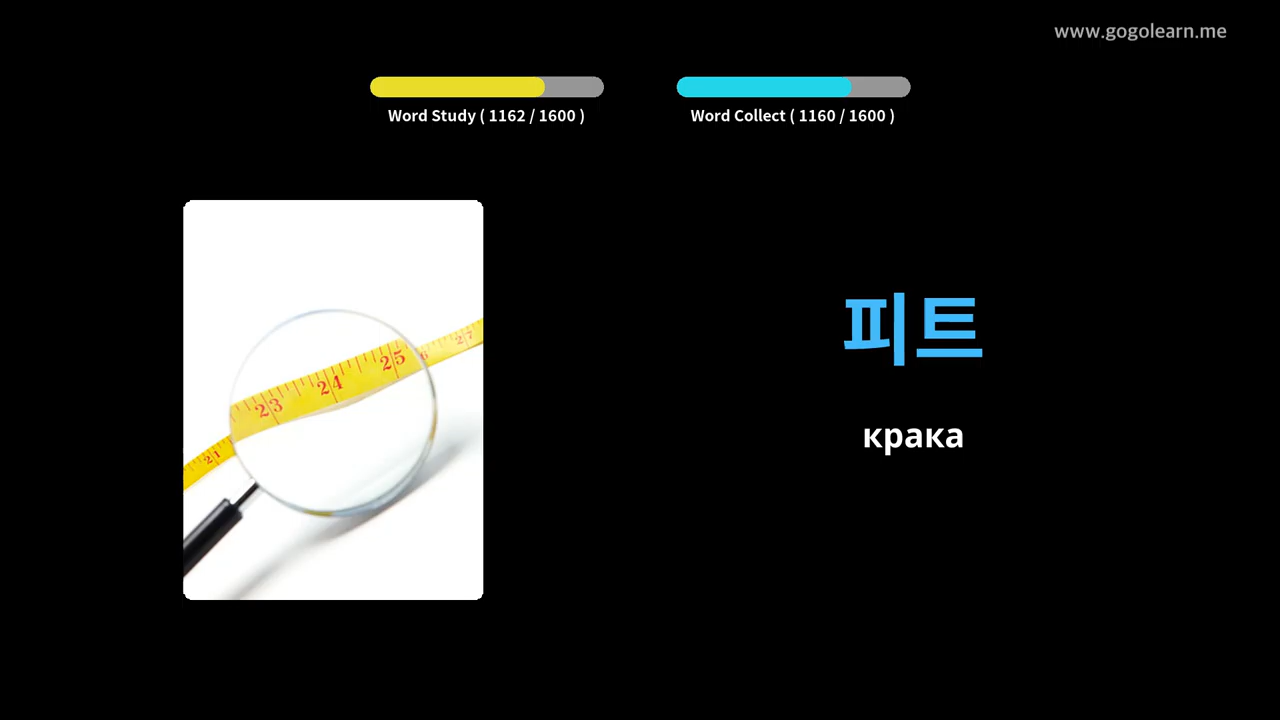 www.gogolearn.me
Word Study ( 1162 / 1600 )
Word Collect ( 1160 / 1600 )
피트
крака
21
23
24
25
6
27